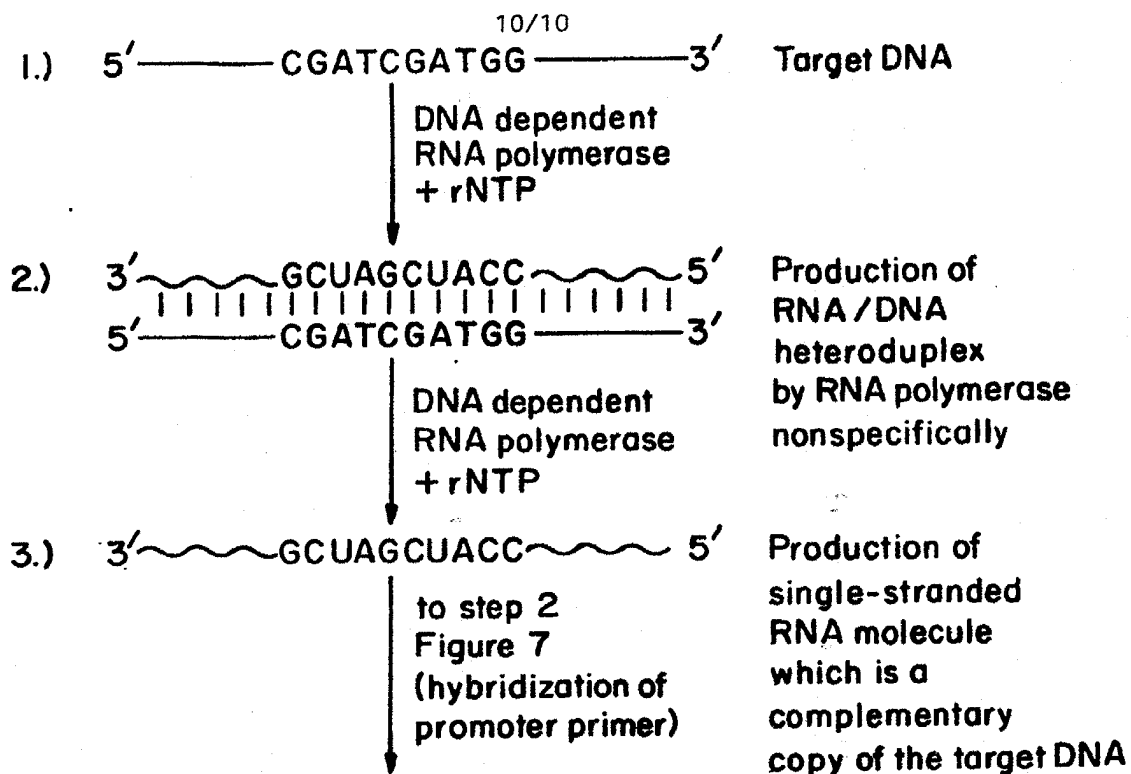 10/10
1.) 5′ CGATCGATGG 3′ Target DNA
DNA dependent
RNA polymerase
+ rNTP
2.) 3′ GCUAGCUACC 5′
5′ CGATCGATGG 3′
Production of
RNA/DNA
heteroduplex
by RNA polymerase
nonspecifically
DNA dependent
RNA polymerase
+ rNTP
3.) 3′ GCUAGCUACC 5′
Production of
single-stranded
RNA molecule
which is a
complementary
copy of the target DNA
to step 2
Figure 7
(hybridization of
promoter primer)